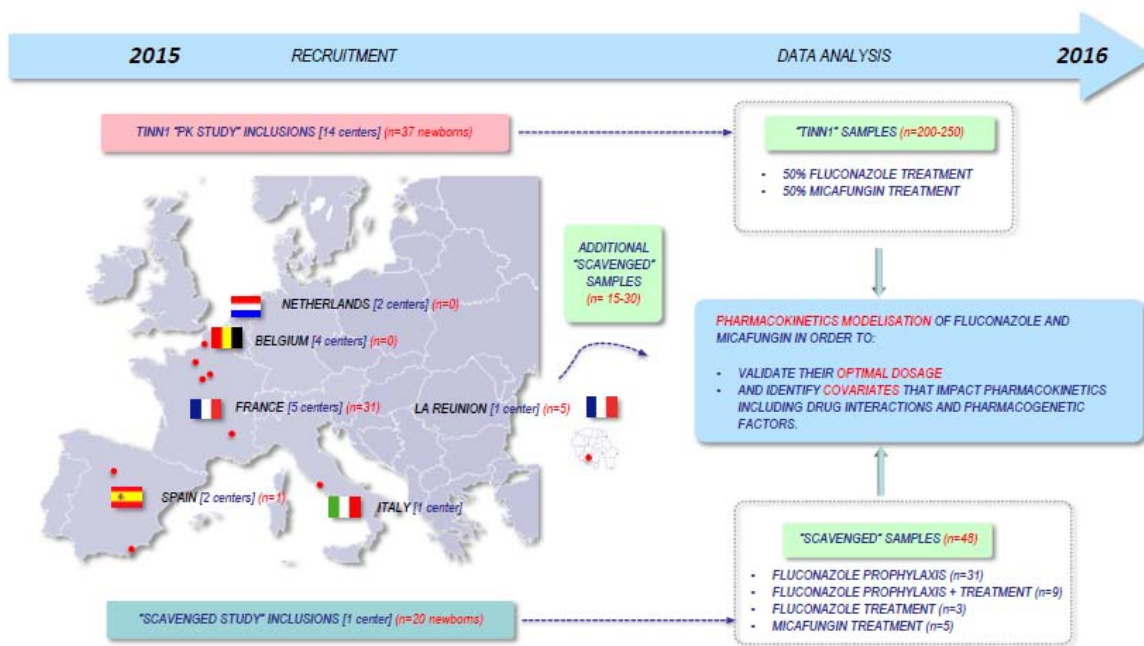 2015 RECRUITMENT DATA ANALYSIS 2016
TINN1 "PK STUDY" INCLUSIONS [14 centers] (n=37 newborns)
"TINN1" SAMPLES (n=200-250)
- 50% FLUCONAZOLE TREATMENT
- 50% MICAFUNGIN TREATMENT
ADDITIONAL
"SCAVENGED"
SAMPLES
(n= 15-30)
NETHERLANDS [2 centers] (n=0)
BELGIUM [4 centers] (n=0)
FRANCE [5 centers] (n=31)
LA REUNION [1 center] (n=5)
SPAIN [2 centers] (n=1)
ITALY [1 center]
PHARMACOKINETICS MODELISATION OF FLUCONAZOLE AND
MICAFUNGIN IN ORDER TO:
- VALIDATE THEIR OPTIMAL DOSAGE
- AND IDENTIFY COVARIATES THAT IMPACT PHARMACOKINETICS
INCLUDING DRUG INTERACTIONS AND PHARMACOGENETIC
FACTORS.
"SCAVENGED" SAMPLES (n=48)
- FLUCONAZOLE PROPHYLAXIS (n=31)
- FLUCONAZOLE PROPHYLAXIS + TREATMENT (n=9)
- FLUCONAZOLE TREATMENT (n=3)
- MICAFUNGIN TREATMENT (n=5)
"SCAVENGED STUDY" INCLUSIONS [1 center] (n=20 newborns)